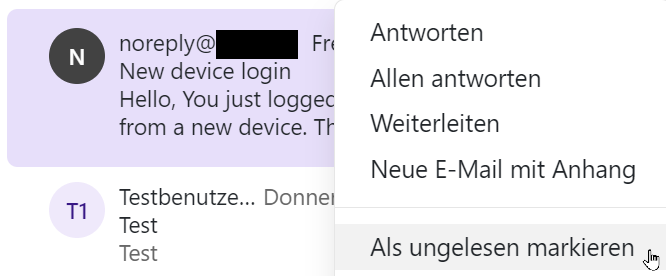 N
noreply@ Fre
New device login
Hello, You just logged
from a new device. Th
T1
Testbenutze... Donner
Test
Test
Antworten
Allen antworten
Weiterleiten
Neue E-Mail mit Anhang
Als ungelesen markieren